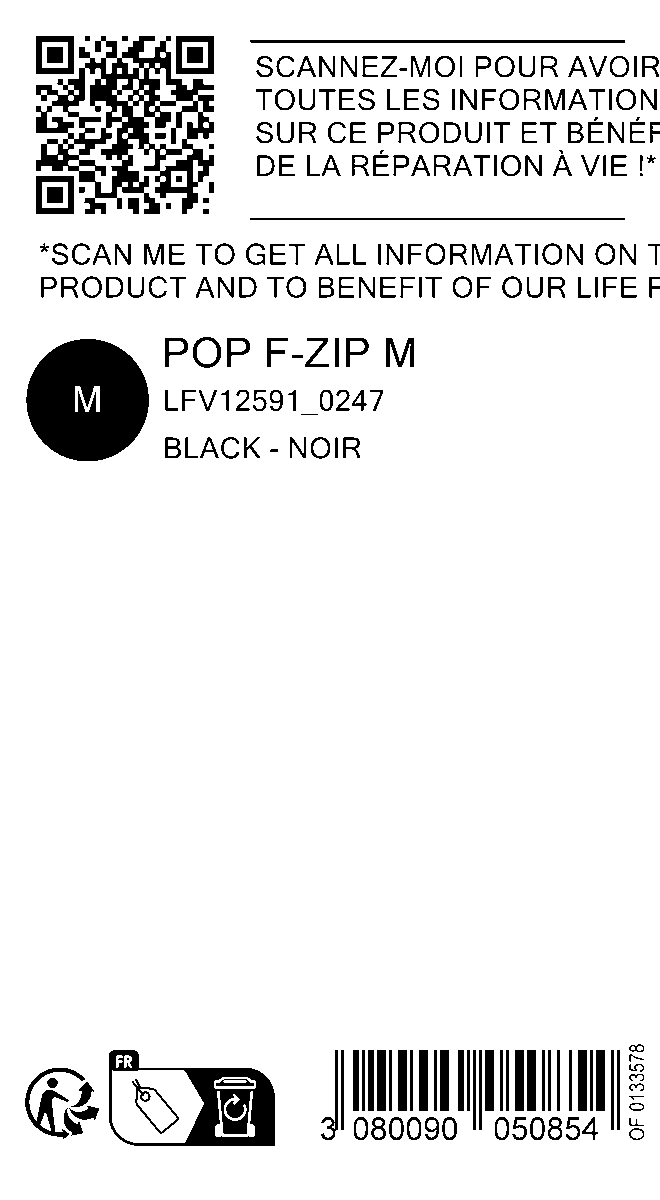 SCANNEZ-MOI POUR AVOIR
TOUTES LES INFORMATION
SUR CE PRODUIT ET BÉNÉF
DE LA RÉPARATION À VIE !*
*SCAN ME TO GET ALL INFORMATION ON T
PRODUCT AND TO BENEFIT OF OUR LIFE
M
POP F-ZIP M
LFV12591_0247
BLACK - NOIR
FR
3 080090 050854
OF 0133578